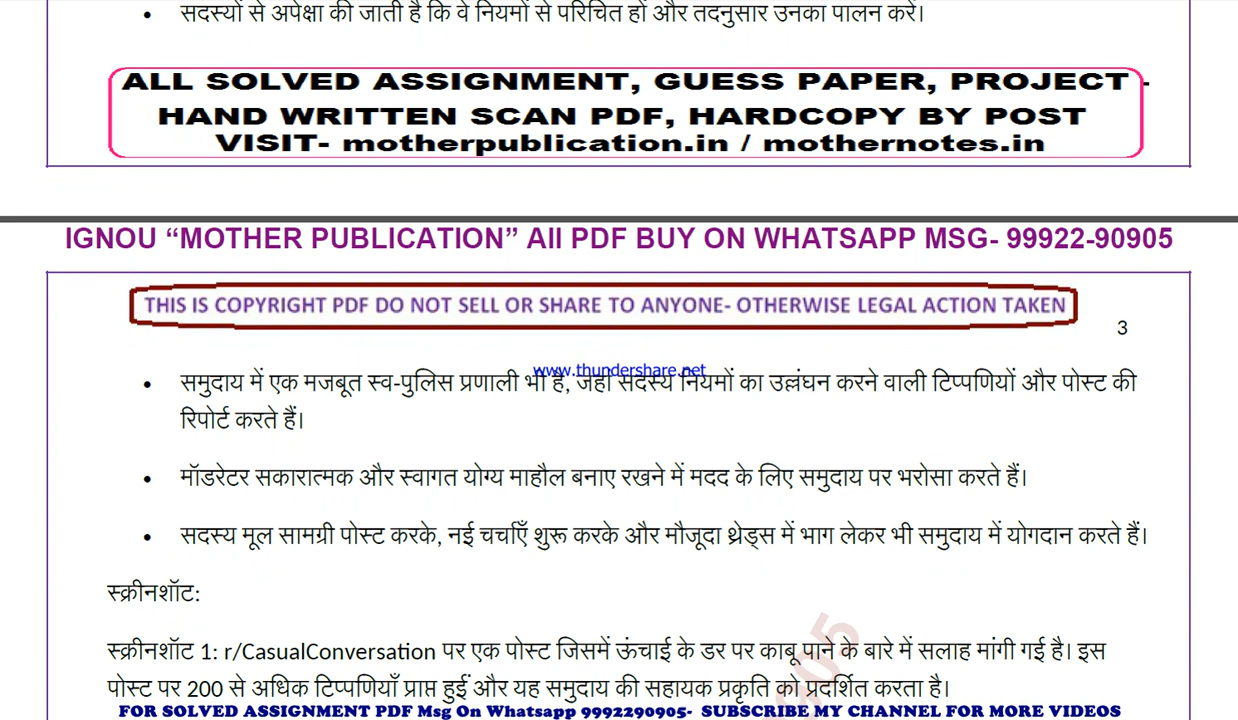 • सदस्यों से अपेक्षा की जाती है कि वे नियमों से परिचित हों और तदनुसार उनका पालन करें।
ALL SOLVED ASSIGNMENT, GUESS PAPER, PROJECT -
HAND WRITTEN SCAN PDF, HARDCOPY BY POST
VISIT- motherpublication.in / mothernotes.in
IGNOU “MOTHER PUBLICATION” All PDF BUY ON WHATSAPP MSG- 99922-90905
THIS IS COPYRIGHT PDF DO NOT SELL OR SHARE TO ANYONE- OTHERWISE LEGAL ACTION TAKEN
3
www.thundershare.net
• समुदाय में एक मजबूत स्व-पुलिस प्रणाली भी है, जहाँ सदस्य नियमों का उल्लंघन करने वाली टिप्पणियों और पोस्ट की
रिपोर्ट करते हैं।
• मॉडरेटर सकारात्मक और स्वागत योग्य माहौल बनाए रखने में मदद के लिए समुदाय पर भरोसा करते हैं।
• सदस्य मूल सामग्री पोस्ट करके, नई चर्चाएँ शुरू करके और मौजूदा थ्रेड्स में भाग लेकर भी समुदाय में योगदान करते हैं।
स्क्रीनशॉट:
स्क्रीनशॉट 1: r/CasualConversation पर एक पोस्ट जिसमें ऊंचाई के डर पर काबू पाने के बारे में सलाह मांगी गई है। इस
पोस्ट पर 200 से अधिक टिप्पणियाँ प्राप्त हुईं और यह समुदाय की सहायक प्रकृति को प्रदर्शित करता है।
905
FOR SOLVED ASSIGNMENT PDF Msg On Whatsapp 9992290905- SUBSCRIBE MY CHANNEL FOR MORE VIDEOS